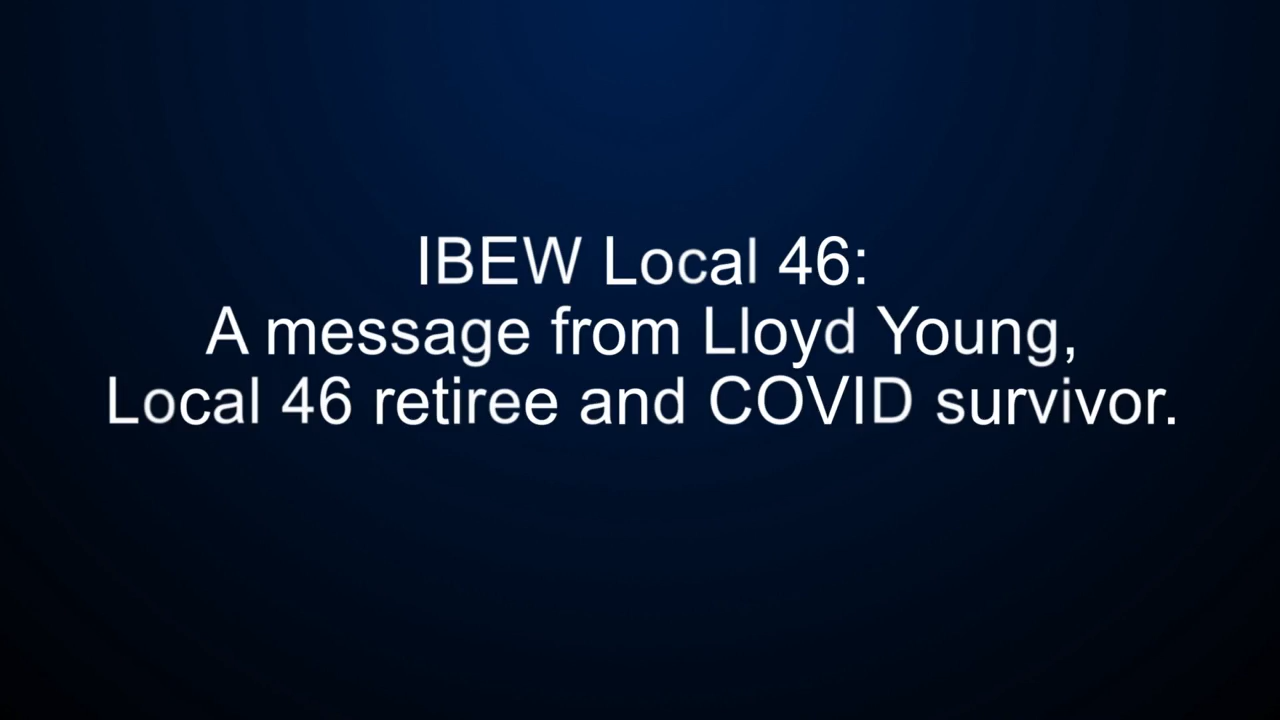 IBEW Local 46:
A message from Lloyd Young,
Local 46 retiree and COVID survivor.